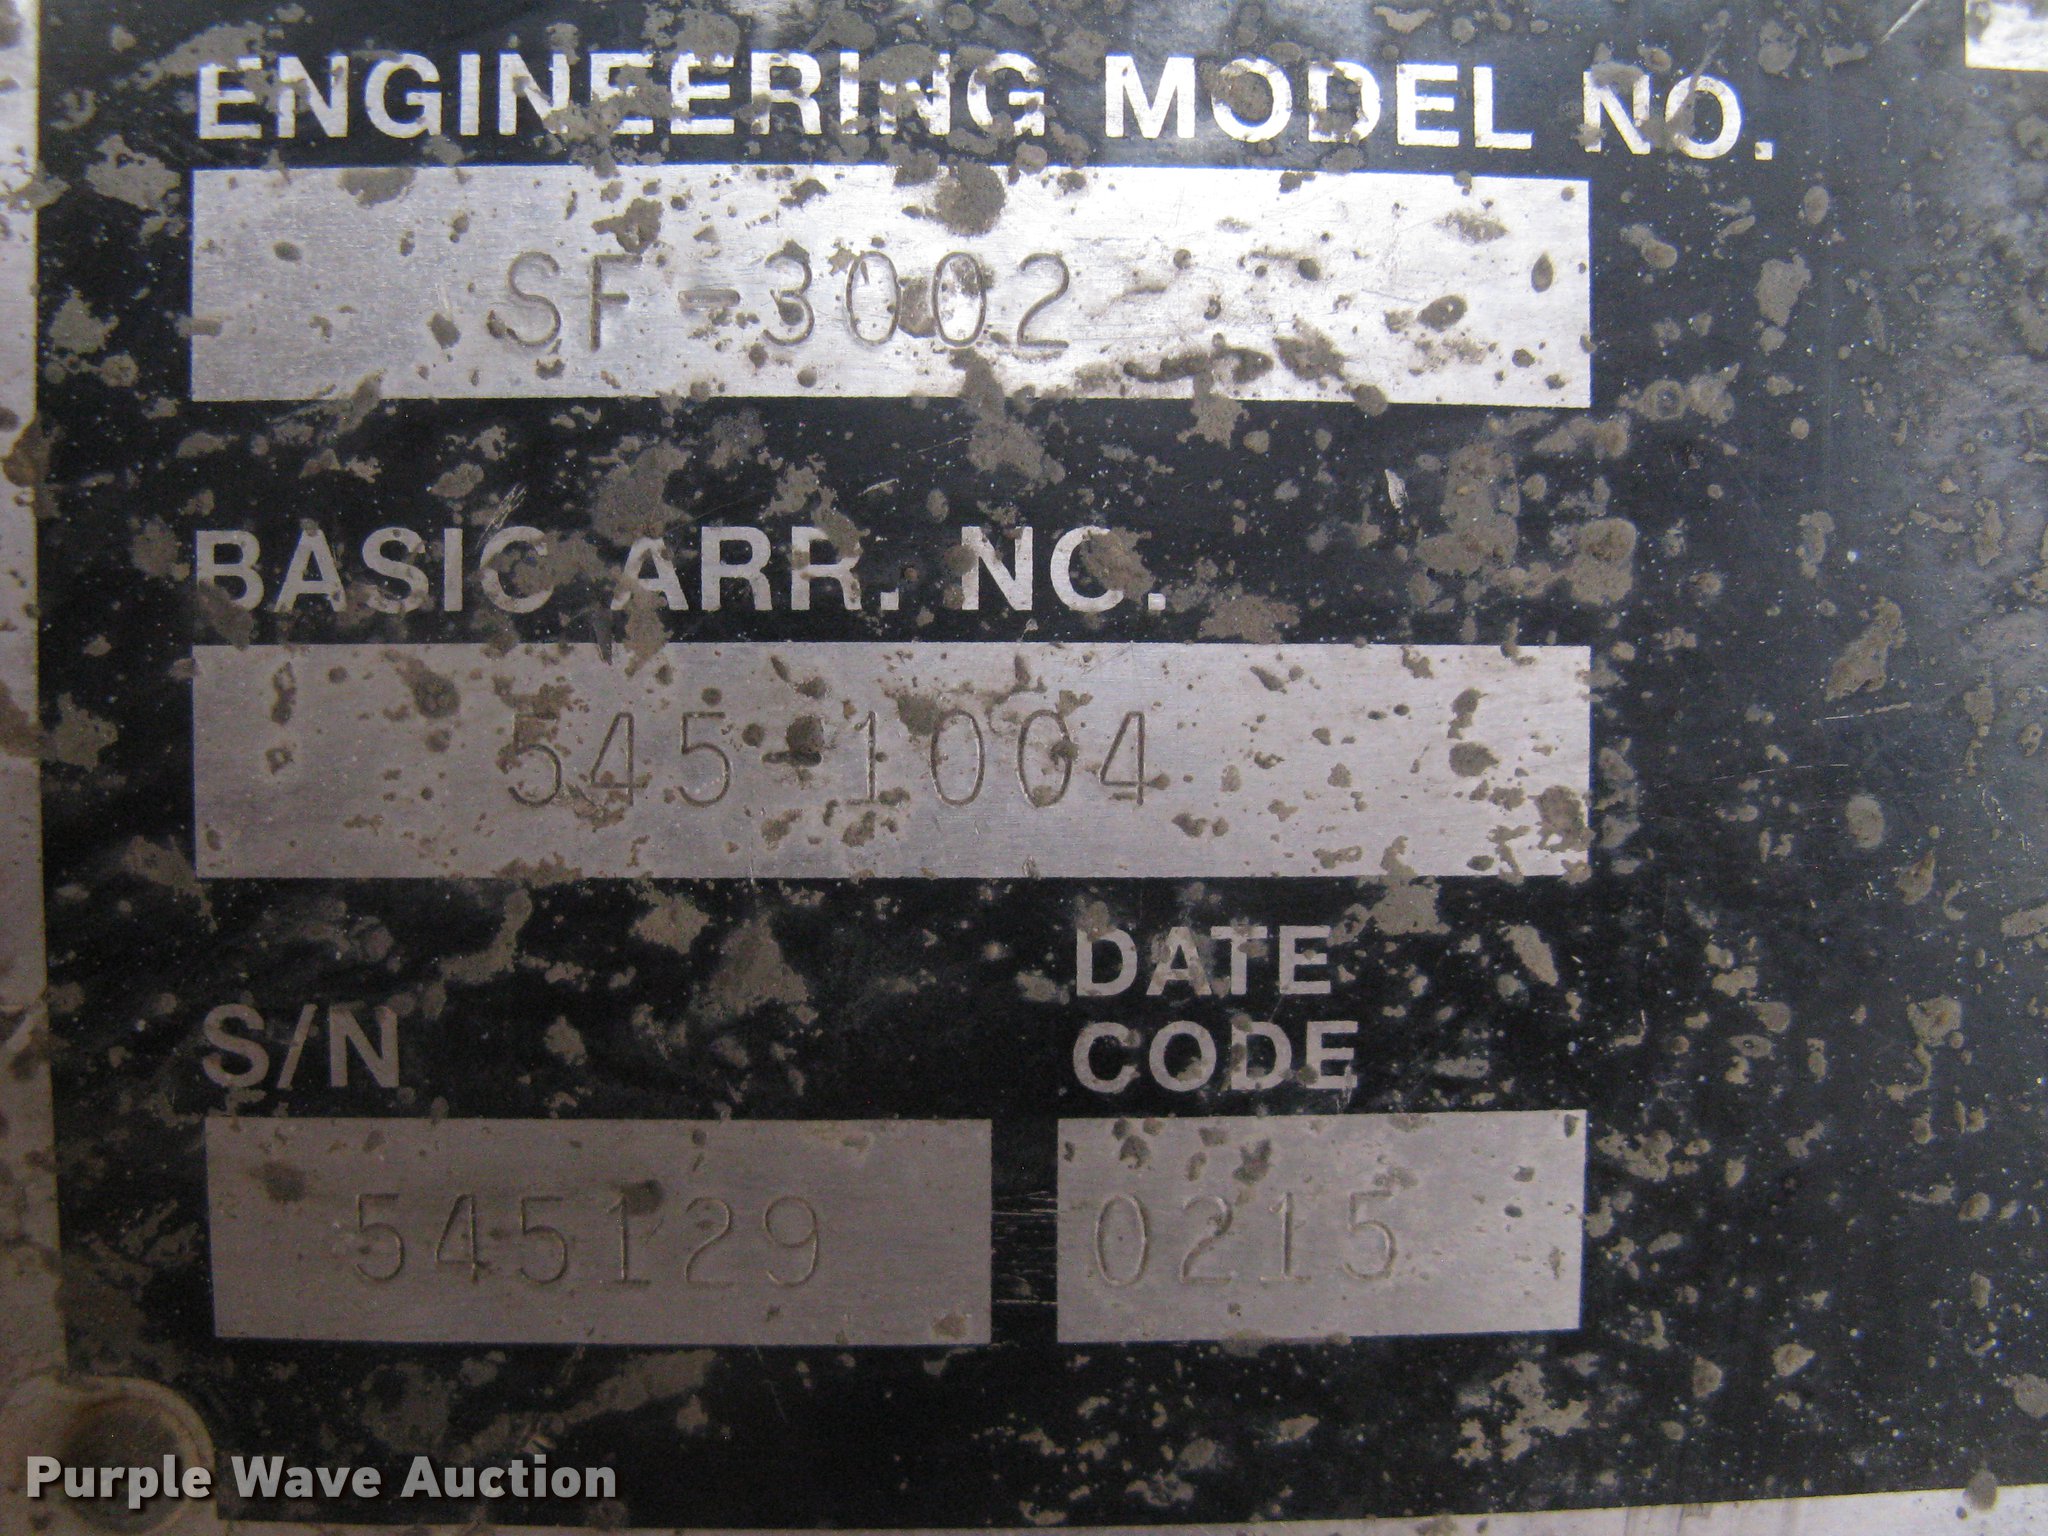 ENGINEERING MODEL NO.
SF-3002
BASIC ARR. NO.
545-1004
S/N
DATE
CODE
545129
0215
Purple Wave Auction